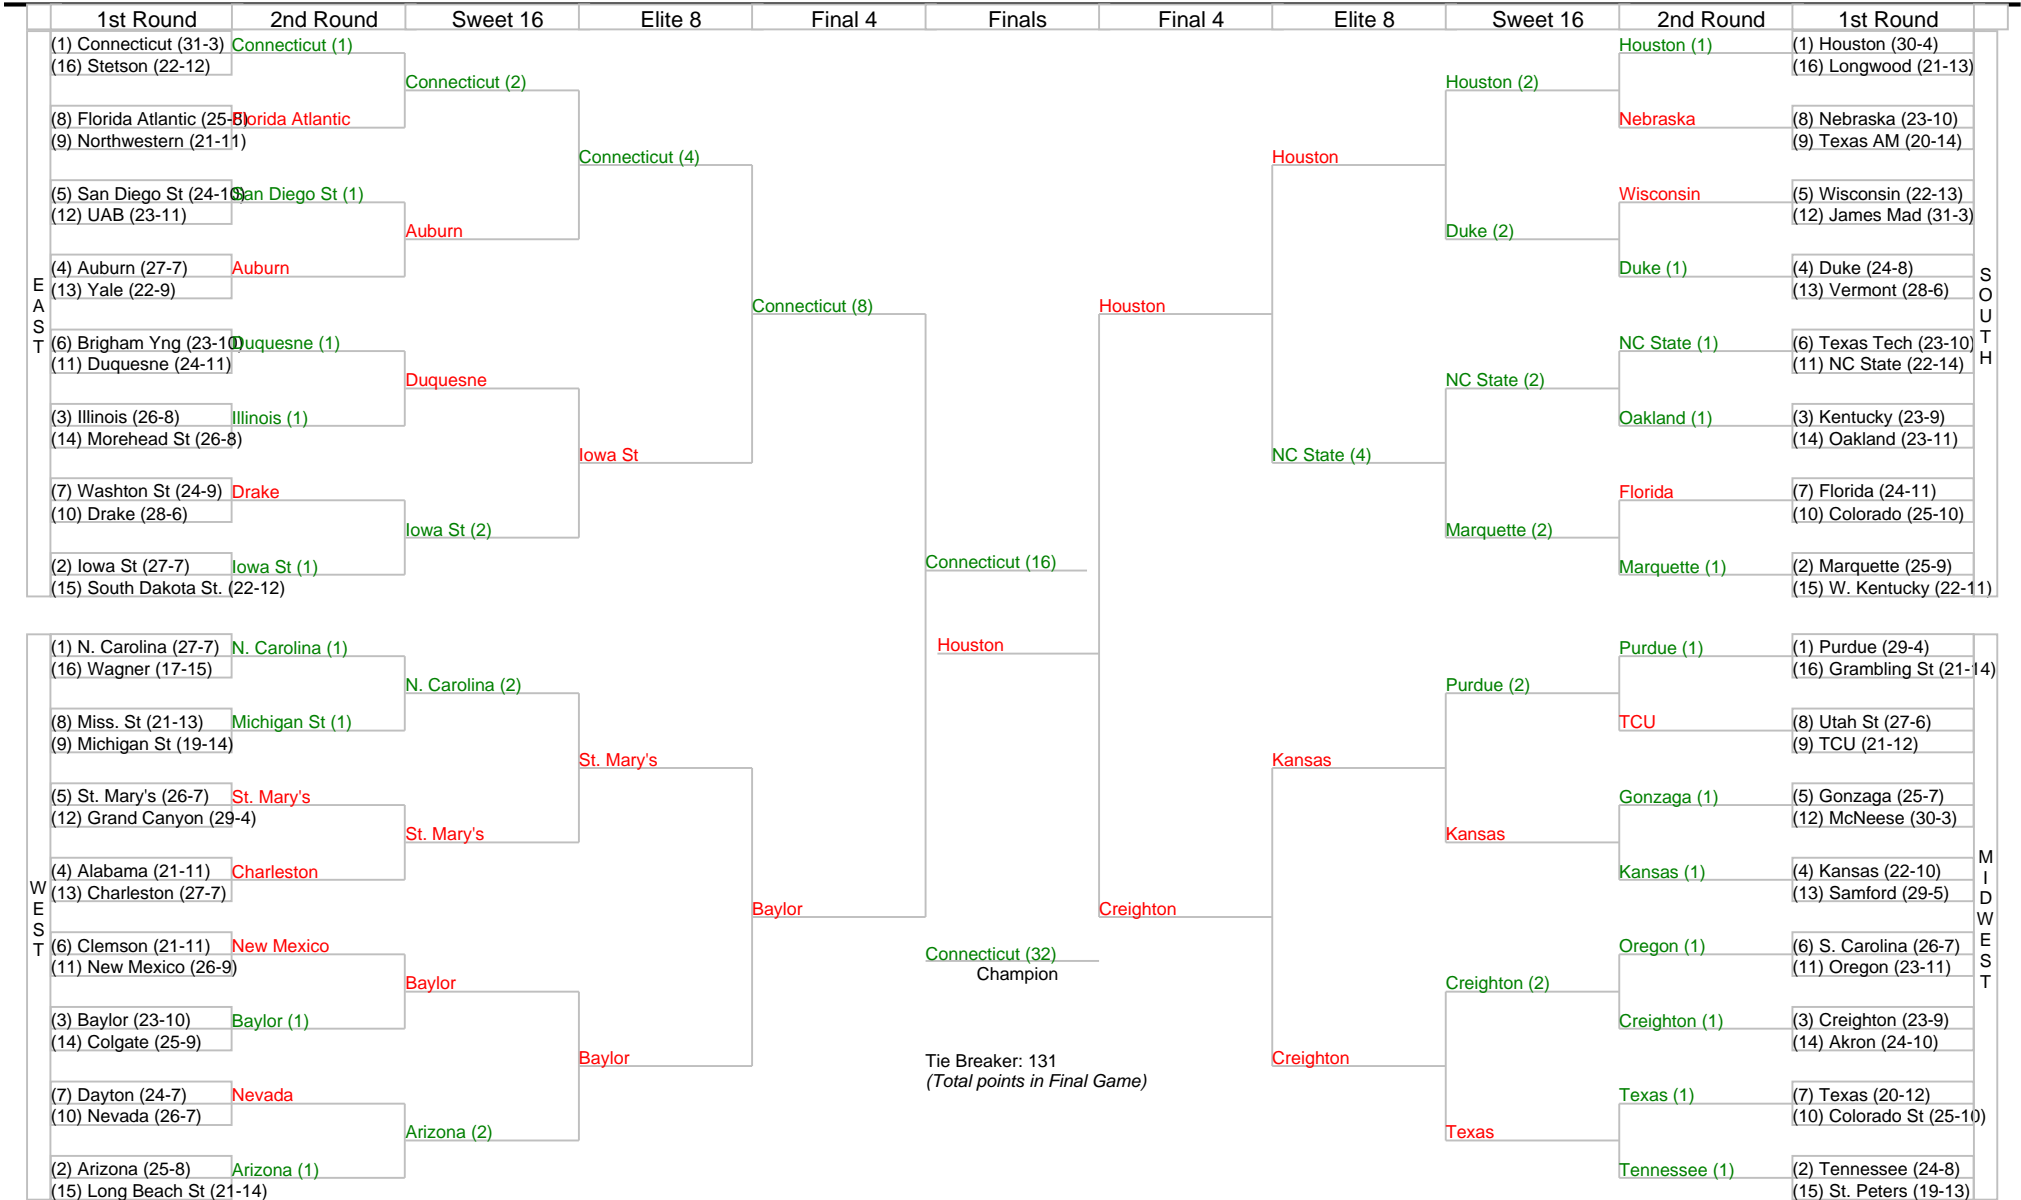 1st Round 2nd Round Sweet 16 Elite 8 Final 4 Finals Final 4 Elite 8 Sweet 16 2nd Round 1st Round
EAST
(1) Connecticut (31-3)
(16) Stetson (22-12)
(8) Florida Atlantic (25-8)
(9) Northwestern (21-11)
(5) San Diego St (24-10)
(12) UAB (23-11)
(4) Auburn (27-7)
(13) Yale (22-9)
(6) Brigham Yng (23-10)
(11) Duquesne (24-11)
(3) Illinois (26-8)
(14) Morehead St (26-8)
(7) Washton St (24-9)
(10) Drake (28-6)
(2) Iowa St (27-7)
(15) South Dakota St. (22-12)
Connecticut (1)
Florida Atlantic
San Diego St (1)
Auburn
Duquesne (1)
Illinois (1)
Drake
Iowa St (1)
Connecticut (2)
Auburn
Duquesne
Iowa St (2)
Connecticut (4)
Iowa St
Connecticut (8)
WEST
(1) N. Carolina (27-7)
(16) Wagner (17-15)
(8) Miss. St (21-13)
(9) Michigan St (19-14)
(5) St. Mary's (26-7)
(12) Grand Canyon (29-4)
(4) Alabama (21-11)
(13) Charleston (27-7)
(6) Clemson (21-11)
(11) New Mexico (26-9)
(3) Baylor (23-10)
(14) Colgate (25-9)
(7) Dayton (24-7)
(10) Nevada (26-7)
(2) Arizona (25-8)
(15) Long Beach St (21-14)
N. Carolina (1)
Michigan St (1)
St. Mary's
Charleston
New Mexico
Baylor (1)
Nevada
Arizona (1)
N. Carolina (2)
St. Mary's
Baylor
Arizona (2)
St. Mary's
Baylor
Baylor
Connecticut (16)
Houston
Connecticut (32)
Champion
Tie Breaker: 131
(Total points in Final Game)
Houston
Houston
NC State (4)
Houston (2)
Duke (2)
NC State (2)
Marquette (2)
Houston (1)
Nebraska
Wisconsin
Duke (1)
NC State (1)
Oakland (1)
Florida
Marquette (1)
(1) Houston (30-4)
(16) Longwood (21-13)
(8) Nebraska (23-10)
(9) Texas AM (20-14)
(5) Wisconsin (22-13)
(12) James Mad (31-3)
(4) Duke (24-8)
(13) Vermont (28-6)
(6) Texas Tech (23-10)
(11) NC State (22-14)
(3) Kentucky (23-9)
(14) Oakland (23-11)
(7) Florida (24-11)
(10) Colorado (25-10)
(2) Marquette (25-9)
(15) W. Kentucky (22-11)
SOUTH
Creighton
Kansas
Creighton
Purdue (2)
Kansas
Creighton (2)
Texas
Purdue (1)
TCU
Gonzaga (1)
Kansas (1)
Oregon (1)
Creighton (1)
Texas (1)
Tennessee (1)
(1) Purdue (29-4)
(16) Grambling St (21-14)
(8) Utah St (27-6)
(9) TCU (21-12)
(5) Gonzaga (25-7)
(12) McNeese (30-3)
(4) Kansas (22-10)
(13) Samford (29-5)
(6) S. Carolina (26-7)
(11) Oregon (23-11)
(3) Creighton (23-9)
(14) Akron (24-10)
(7) Texas (20-12)
(10) Colorado St (25-10)
(2) Tennessee (24-8)
(15) St. Peters (19-13)
MIDWEST